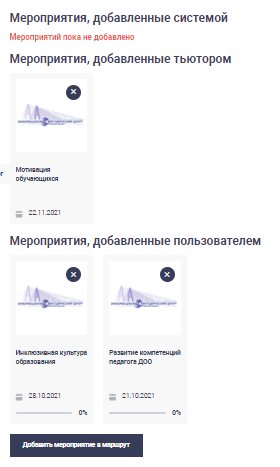 Мероприятия, добавленные системой
Мероприятий пока не добавлено
Мероприятия, добавленные тьютором
Мотивация
обучающихся
22.11.2021
Мероприятия, добавленные пользователем
Инклюзивная культура
образования
28.10.2021
0%
Развитие компетенций
педагога ДОО
21.10.2021
0%
Добавить мероприятие в маршрут